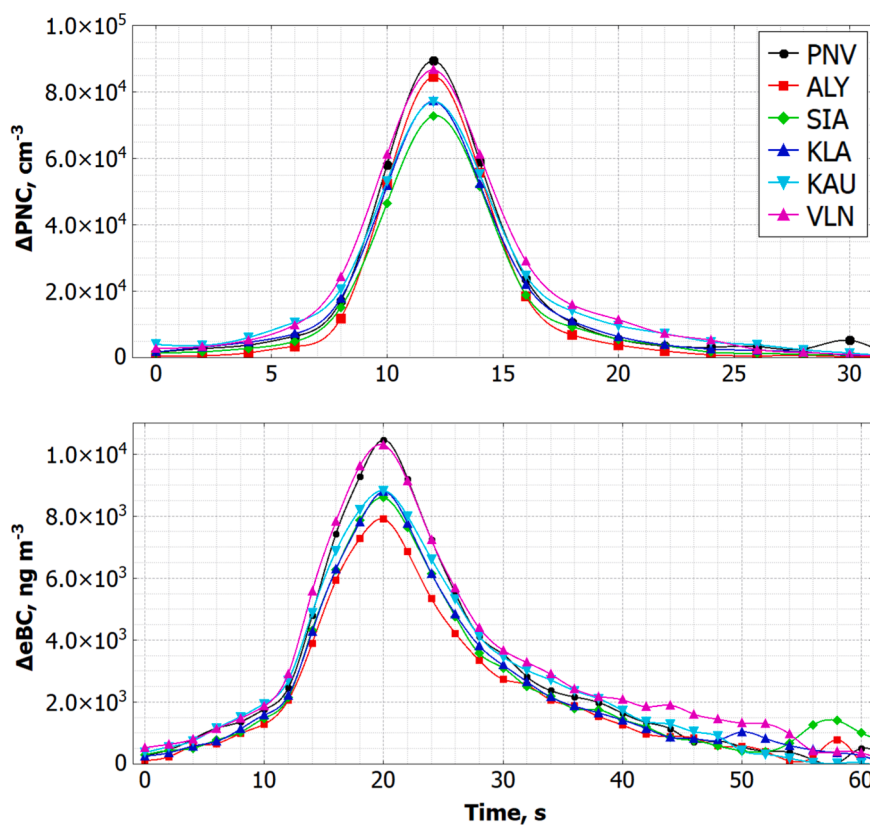 1.0×10⁵
8.0×10⁴
6.0×10⁴
4.0×10⁴
2.0×10⁴
0
ΔPNC, cm⁻³
PNV
ALY
SIA
KLA
KAU
VLN
0 5 10 15 20 25 30
1.0×10⁴
8.0×10³
6.0×10³
4.0×10³
2.0×10³
0
ΔeBC, ng m⁻³
0 10 20 30 40 50 60
Time, s